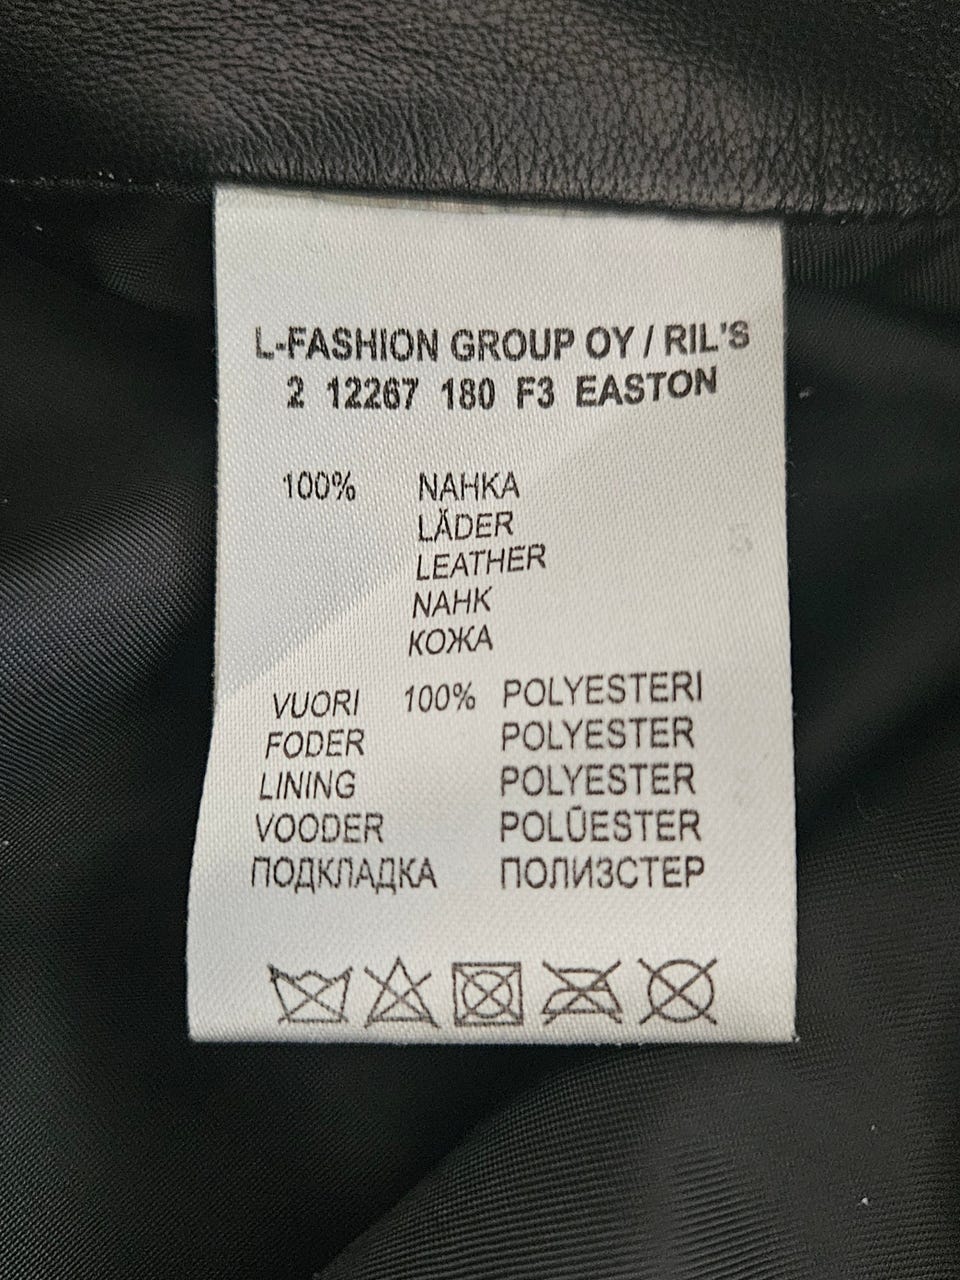 L-FASHION GROUP OY / RIL'S
2 12267 180 F3 EASTON
100% NAHKA
LÄDER
LEATHER
NAHK
КОЖА
VUORI 100% POLYESTERI
FODER POLYESTER
LINING POLYESTER
VOODER POLÜESTER
ПОДКЛАДКА ПОЛИЗСТЕР